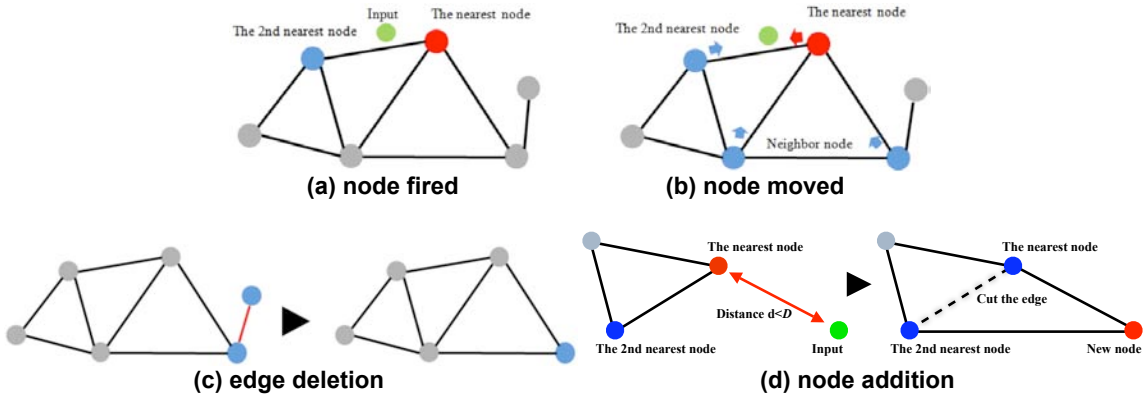 Input
The nearest node
The 2nd nearest node
(a) node fired
The nearest node
The 2nd nearest node
Neighbor node
(b) node moved
(c) edge deletion
The nearest node
Distance d<D
Input
The 2nd nearest node
The nearest node
Cut the edge
The 2nd nearest node
New node
(d) node addition